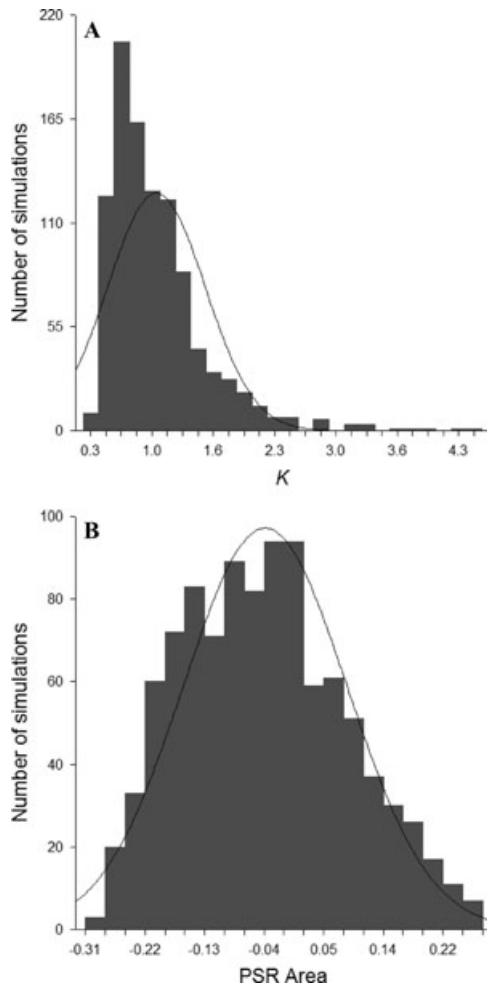 220
A
165
110
55
0
Number of simulations
0.3 1.0 1.6 2.3 3.0 3.6 4.3
K
100
B
80
60
40
20
0
Number of simulations
-0.31 -0.22 -0.13 -0.04 0.05 0.14 0.22
PSR Area